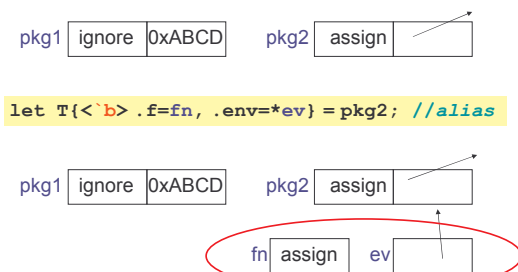 pkg1 ignore 0xABCD pkg2 assign
let T{<`b> .f=fn, .env=*ev} = pkg2; //alias
pkg1 ignore 0xABCD pkg2 assign
fn assign ev